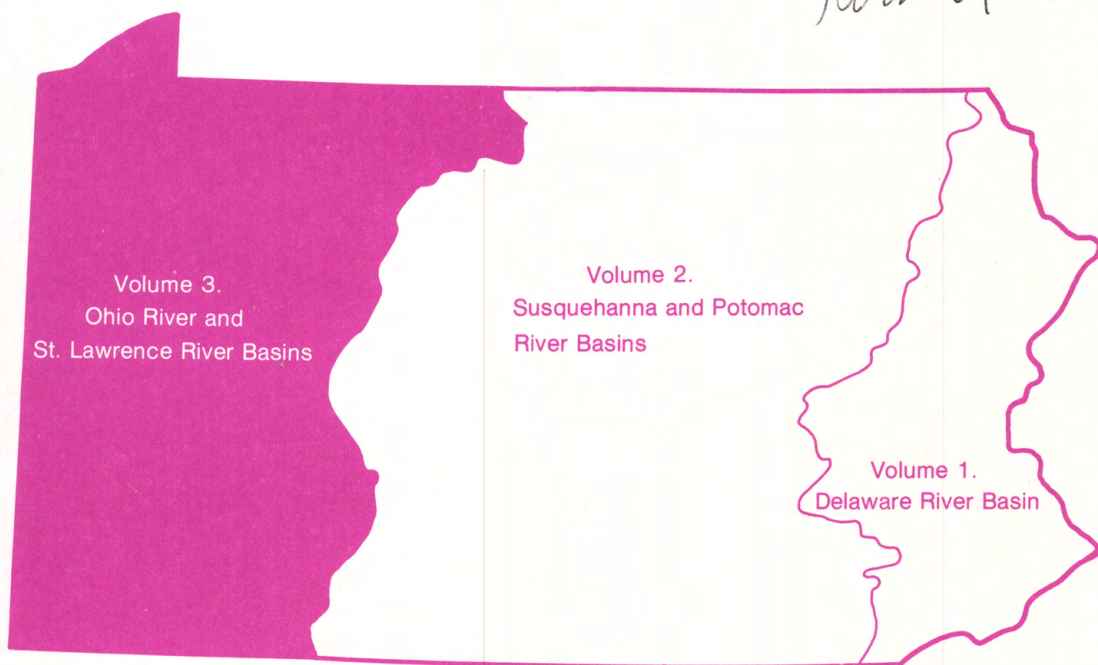 Volume 3.
Ohio River and
St. Lawrence River Basins
Volume 2.
Susquehanna and Potomac
River Basins
Volume 1.
Delaware River Basin